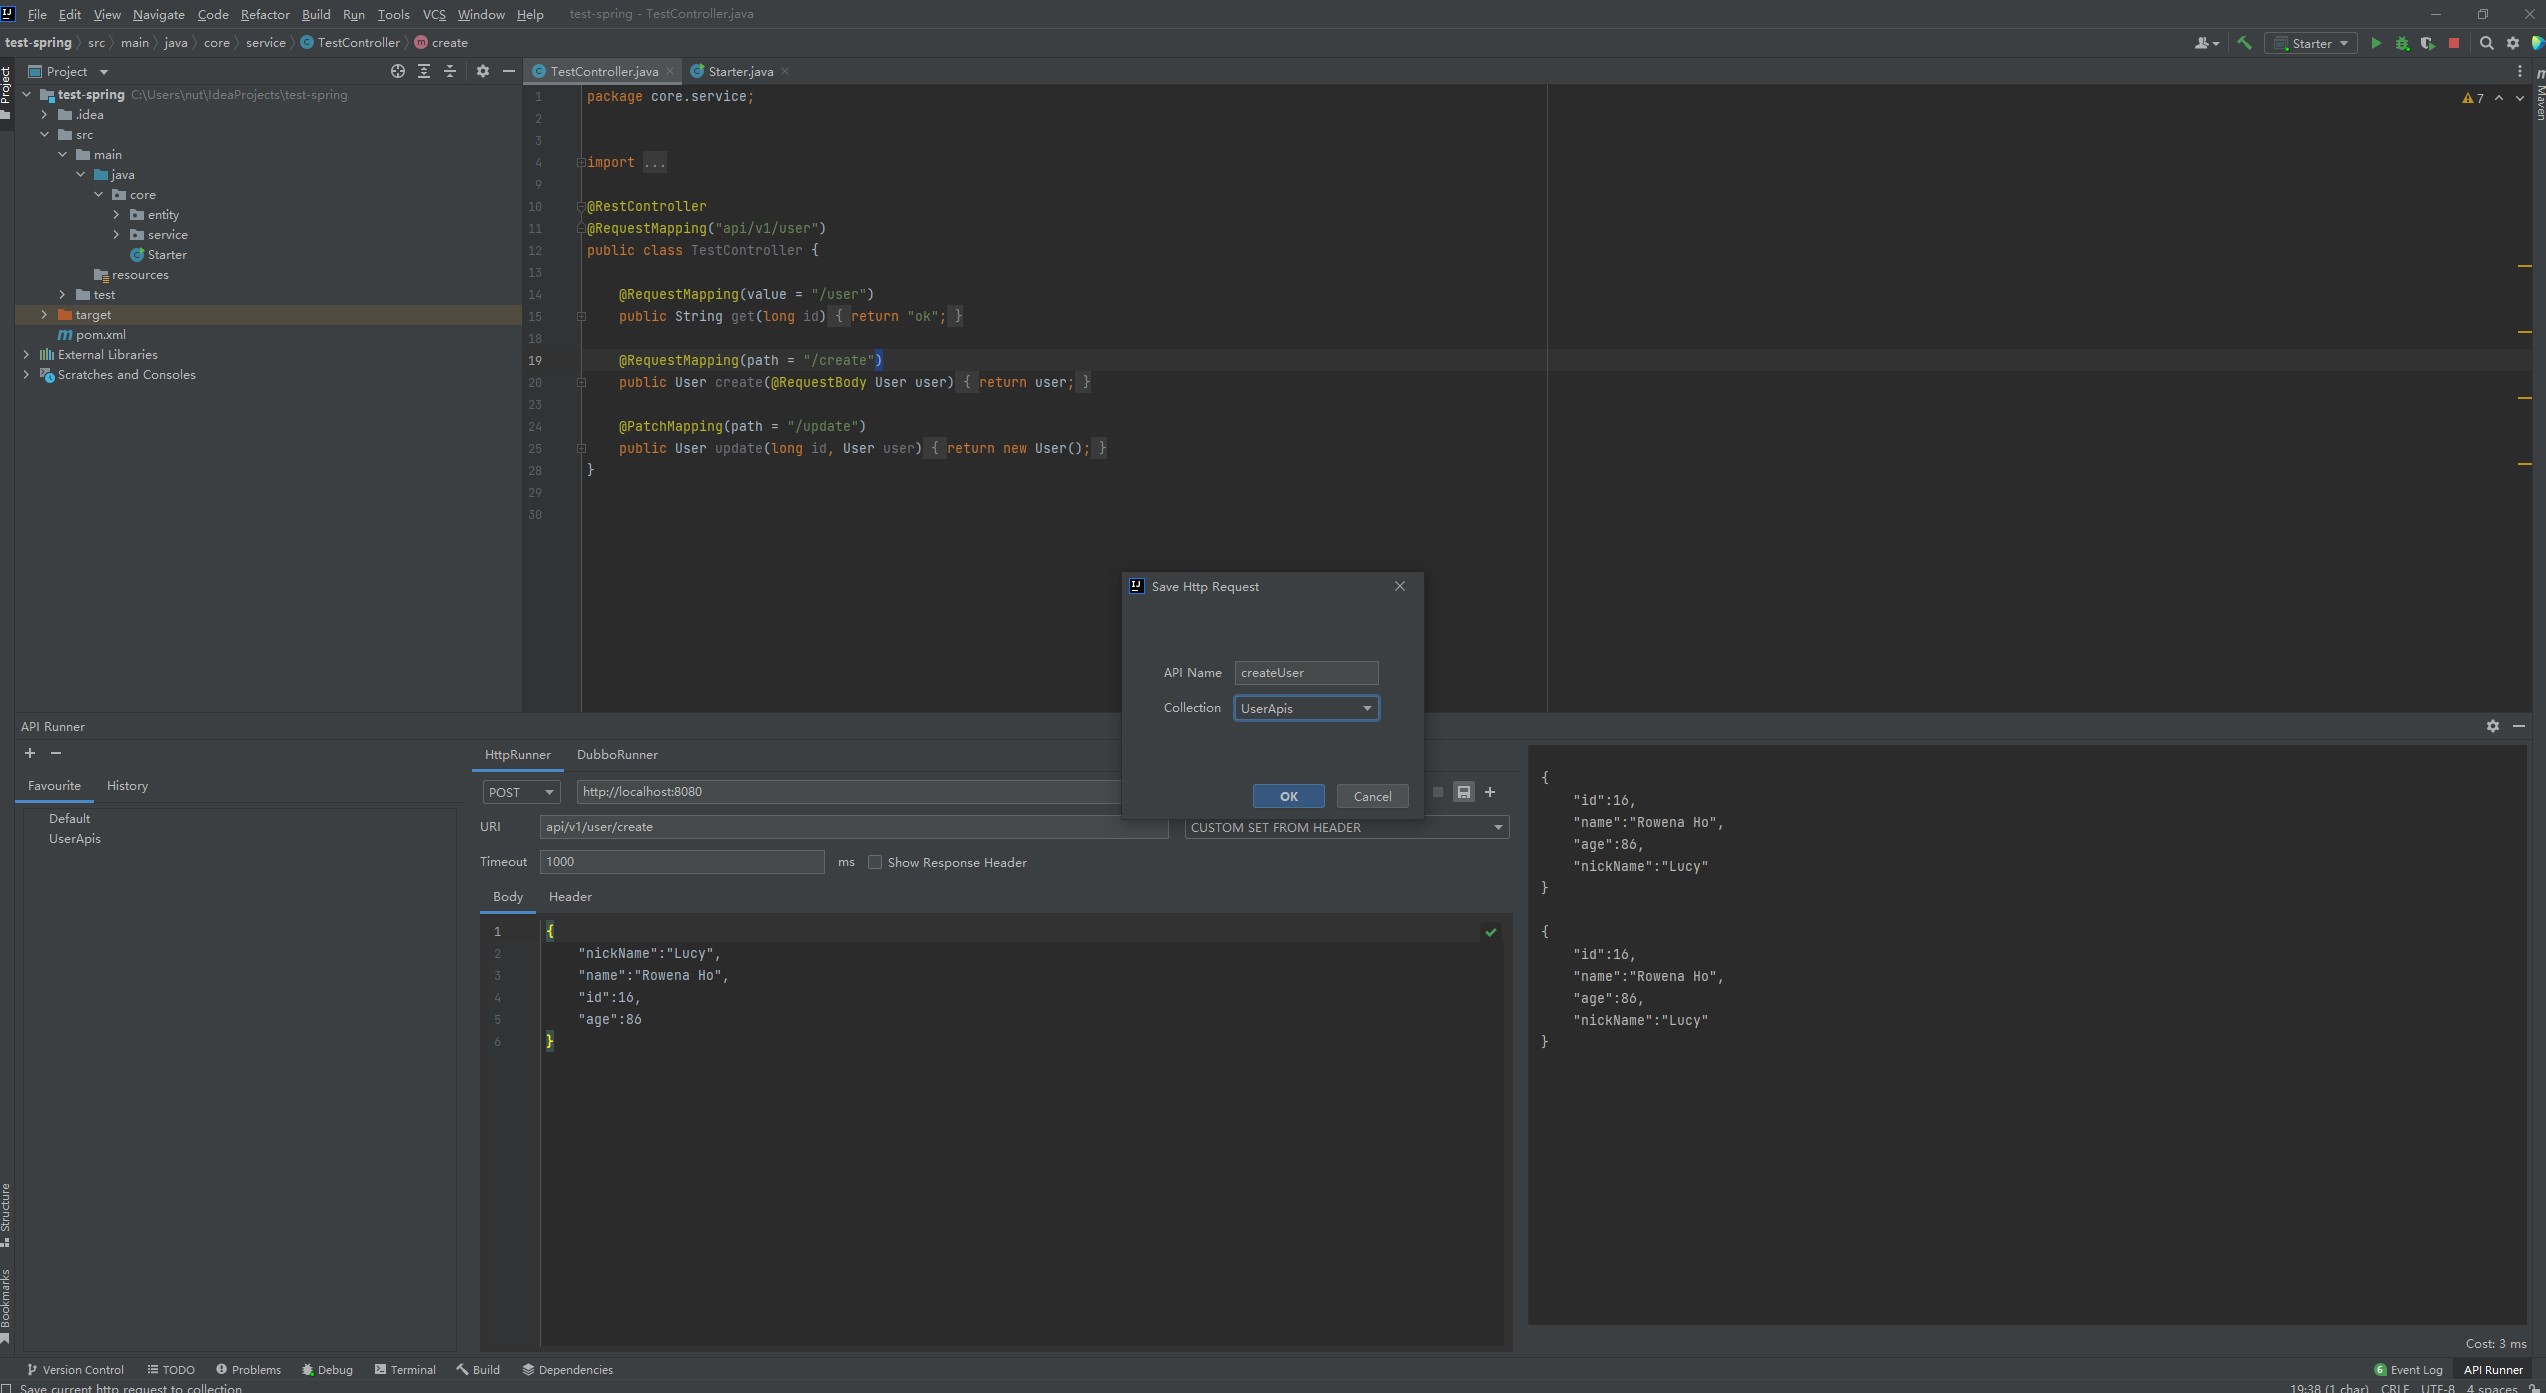 File Edit View Navigate Code Refactor Build Run Tools VCS Window Help test-spring - TestController.java
test-spring src main java core service TestController create
Starter
Project
Project
TestController.java
Starter.java
7
Maven
test-spring C:\Users\nut\IdeaProjects\test-spring
.idea
src
main
java
core
entity
service
Starter
resources
test
target
pom.xml
External Libraries
Scratches and Consoles
1 package core.service;
2
3
4 import ...
9
10 @RestController
11 @RequestMapping("api/v1/user")
12 public class TestController {
13
14 @RequestMapping(value = "/user")
15 public String get(long id) { return "ok"; }
18
19 @RequestMapping(path = "/create")
20 public User create(@RequestBody User user) { return user; }
23
24 @PatchMapping(path = "/update")
25 public User update(long id, User user) { return new User(); }
28 }
29
30
Save Http Request
API Name createUser
Collection UserApis
OK Cancel
API Runner
Favourite History
Default
UserApis
HttpRunner DubboRunner
POST http://localhost:8080
URI api/v1/user/create CUSTOM SET FROM HEADER
Timeout 1000 ms Show Response Header
Body Header
1 {
2 "nickName":"Lucy",
3 "name":"Rowena Ho",
4 "id":16,
5 "age":86
6 }
{
"id":16,
"name":"Rowena Ho",
"age":86,
"nickName":"Lucy"
}
{
"id":16,
"name":"Rowena Ho",
"age":86,
"nickName":"Lucy"
}
Cost: 3 ms
Structure
Bookmarks
Version Control TODO Problems Debug Terminal Build Dependencies
6 Event Log API Runner
Save current http request to collection
19:38 (1 char) CRLF UTF-8 4 spaces